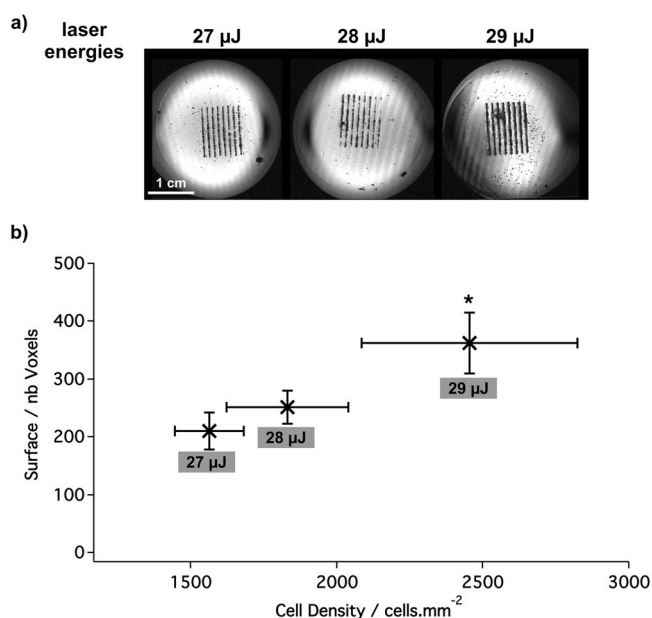 a)
laser energies
27 µJ
28 µJ
29 µJ
1 cm
b)
500
400
300
200
100
0
Surface / nb Voxels
*
29 µJ
28 µJ
27 µJ
1500
2000
2500
3000
Cell Density / cells.mm⁻²